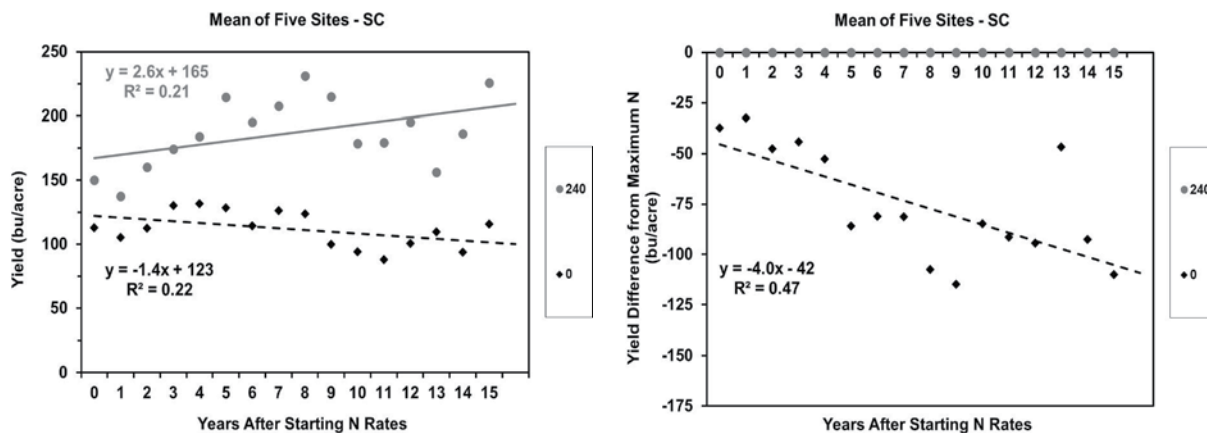 Mean of Five Sites - SC
250
200
150
100
50
0
Yield (bu/acre)
y = 2.6x + 165
R² = 0.21
y = -1.4x + 123
R² = 0.22
0 1 2 3 4 5 6 7 8 9 10 11 12 13 14 15
Years After Starting N Rates
240
0
Mean of Five Sites - SC
0
-25
-50
-75
-100
-125
-150
-175
Yield Difference from Maximum N
(bu/acre)
0 1 2 3 4 5 6 7 8 9 10 11 12 13 14 15
y = -4.0x - 42
R² = 0.47
Years After Starting N Rates
240
0